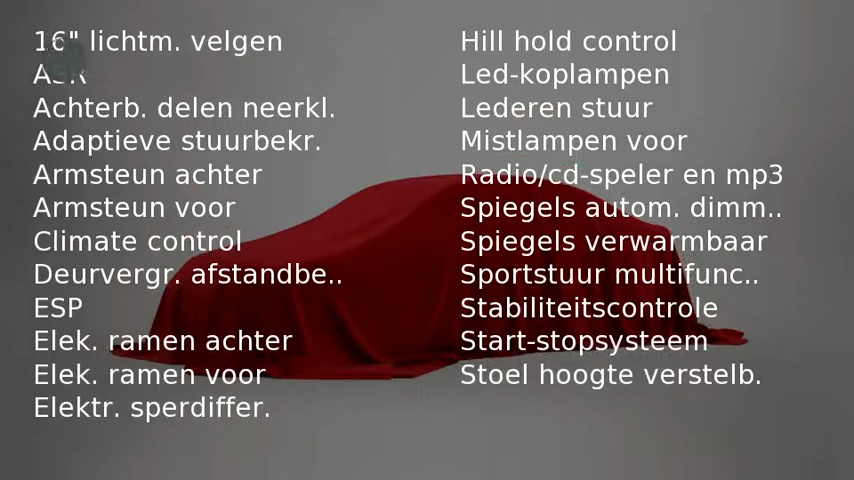 16" lichtm. velgen
ASR
Achterb. delen neerkl.
Adaptieve stuurbekr.
Armsteun achter
Armsteun voor
Climate control
Deurvergr. afstandbe..
ESP
Elek. ramen achter
Elek. ramen voor
Elektr. sperdiffer.
Hill hold control
Led-koplampen
Lederen stuur
Mistlampen voor
Radio/cd-speler en mp3
Spiegels autom. dimm..
Spiegels verwarmbaar
Sportstuur multifunc..
Stabiliteitscontrole
Start-stopsysteem
Stoel hoogte verstelb.